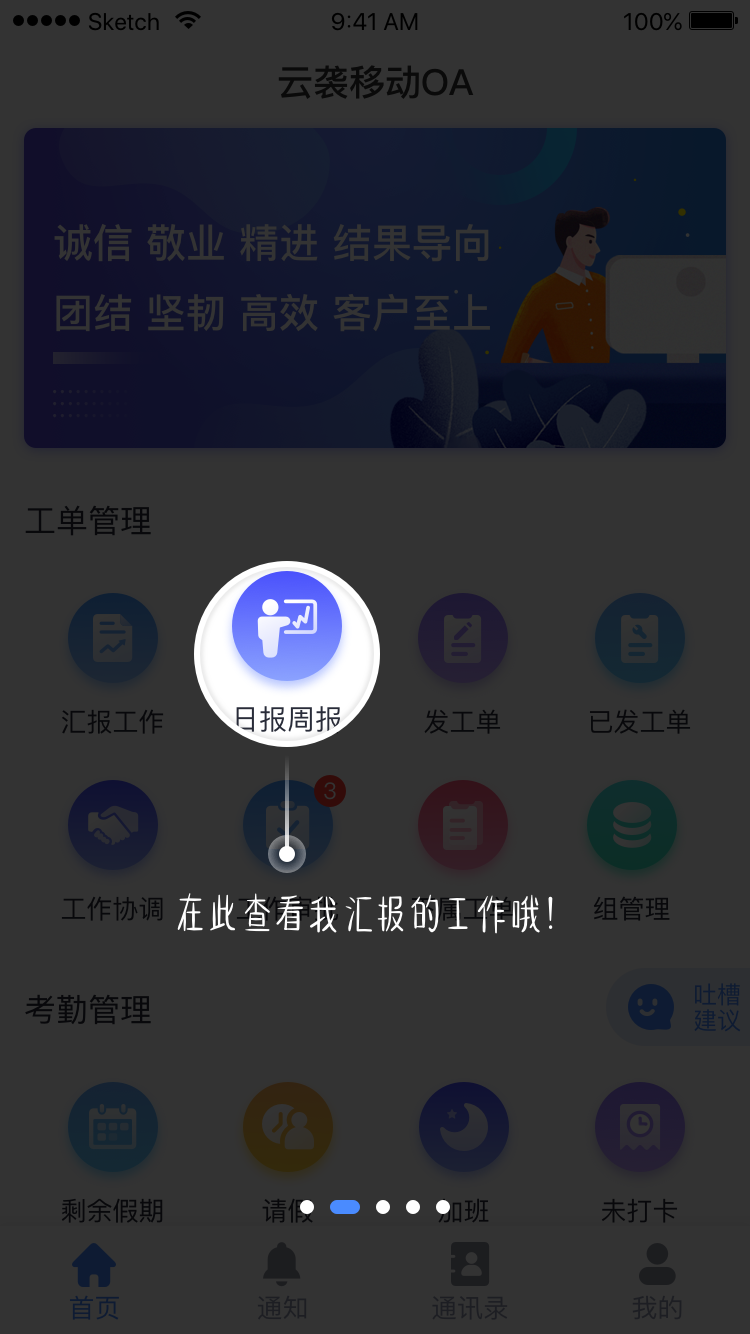 Sketch 9:41 AM 100%
云袭移动OA
诚信 敬业 精进 结果导向
团结 坚韧 高效 客户至上
工单管理
汇报工作 日报周报 发工单 已发工单
3
工作协调 组管理
在此查看我汇报的工作哦!
考勤管理
吐槽
建议
剩余假期 请假 加班 未打卡
首页 通知 通讯录 我的